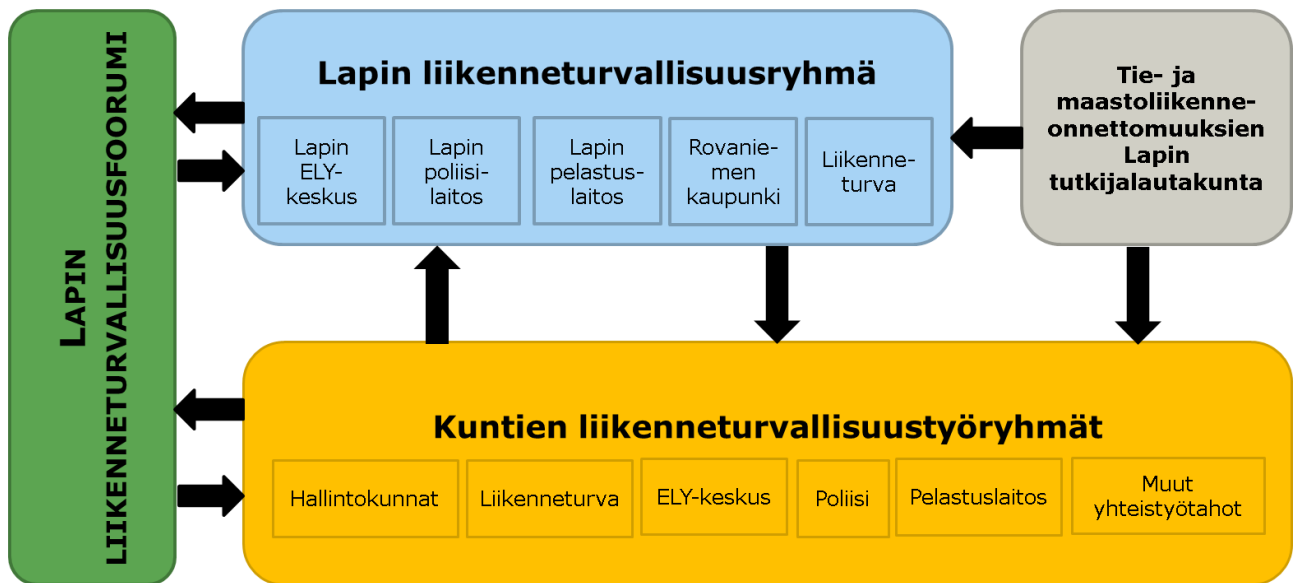 LAPIN
LIIKENNETURVALLISUUSFOORUMI
Lapin liikenneturvallisuusryhmä
Lapin
ELY-
keskus
Lapin
poliisi-
laitos
Lapin
pelastus-
laitos
Rovanie-
men
kaupunki
Liikenne-
turva
Tie- ja
maastoliikenne-
onnettomuuksien
Lapin
tutkijalautakunta
Kuntien liikenneturvallisuustyöryhmät
Hallintokunnat
Liikenneturva
ELY-keskus
Poliisi
Pelastuslaitos
Muut
yhteistyötahot